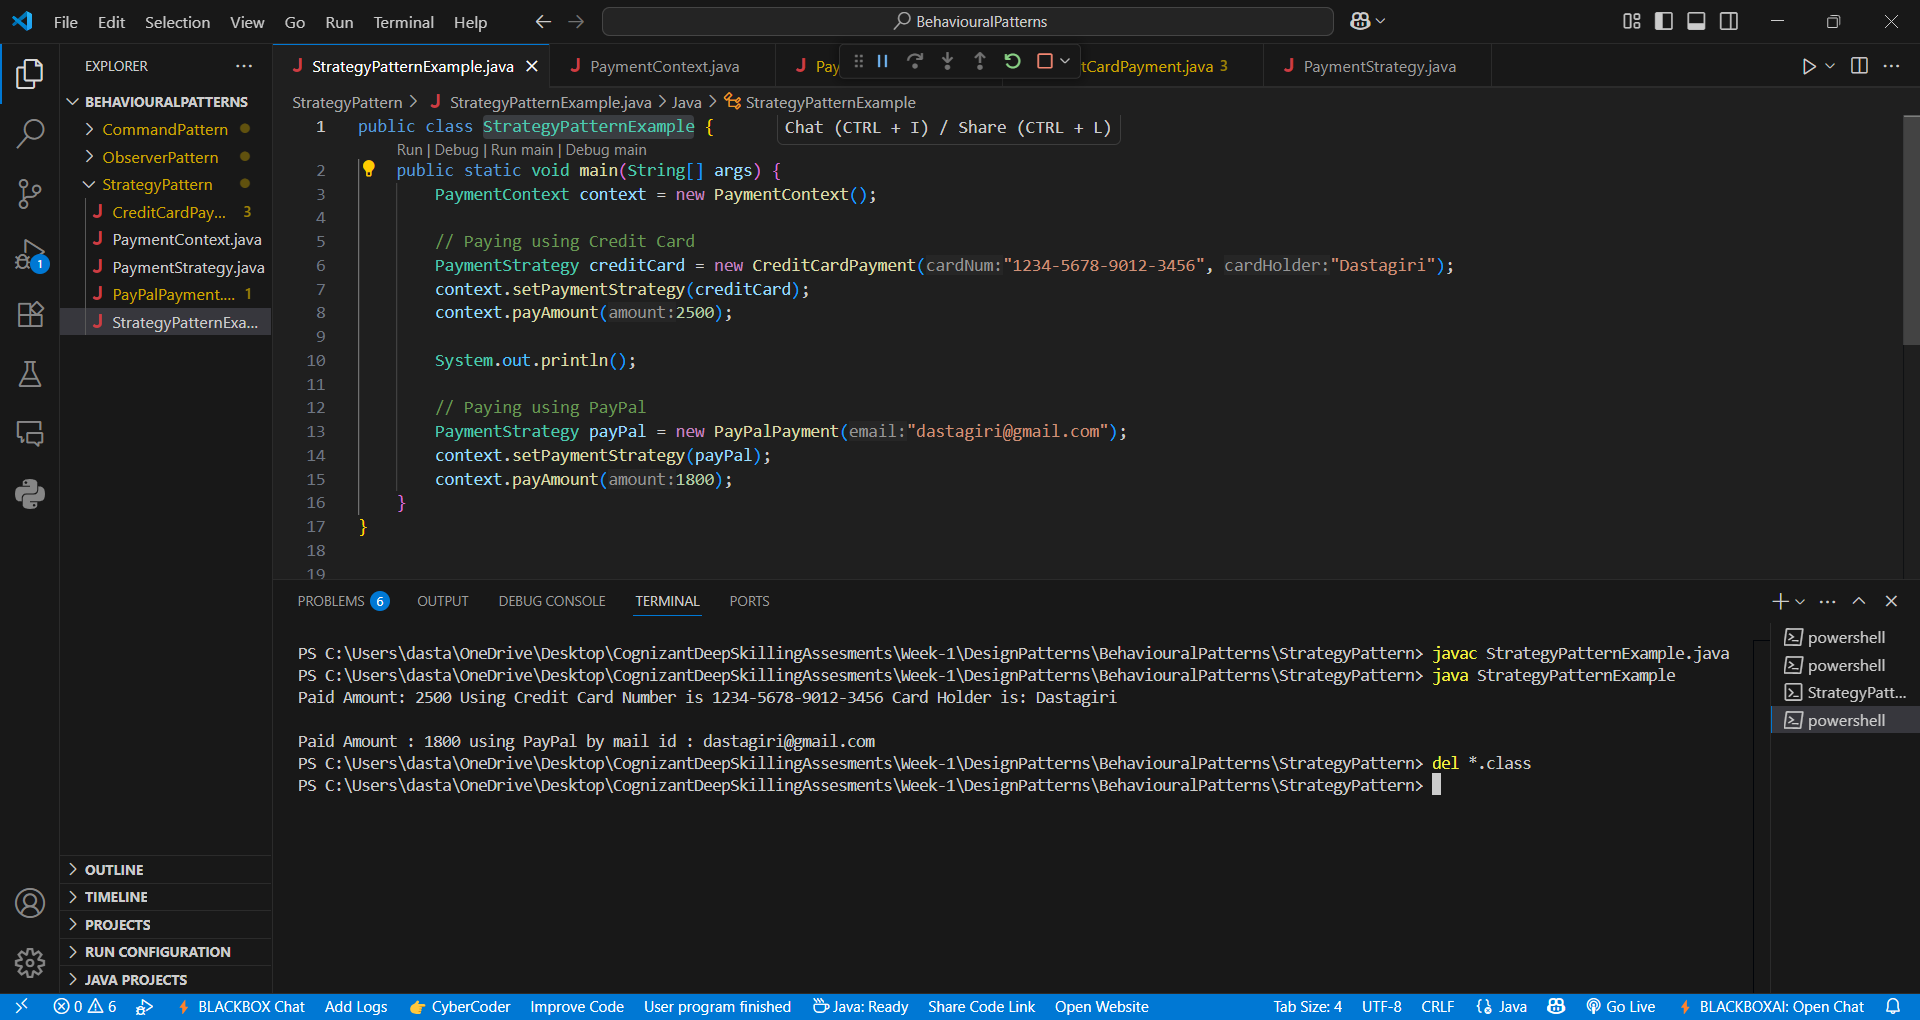 File Edit Selection View Go Run Terminal Help
BehaviouralPatterns
EXPLORER
BEHAVIOURALPATTERNS
CommandPattern
ObserverPattern
StrategyPattern
CreditCardPay... 3
PaymentContext.java
PaymentStrategy.java
PayPalPayment.... 1
StrategyPatternExa...
OUTLINE
TIMELINE
PROJECTS
RUN CONFIGURATION
JAVA PROJECTS
1
StrategyPatternExample.java PaymentContext.java Pay tCardPayment.java 3 PaymentStrategy.java
StrategyPattern > StrategyPatternExample.java > Java > StrategyPatternExample
1 public class StrategyPatternExample {
Chat (CTRL + I) / Share (CTRL + L)
Run | Debug | Run main | Debug main
2 public static void main(String[] args) {
3 PaymentContext context = new PaymentContext();
4
5 // Paying using Credit Card
6 PaymentStrategy creditCard = new CreditCardPayment(cardNum:"1234-5678-9012-3456", cardHolder:"Dastagiri");
7 context.setPaymentStrategy(creditCard);
8 context.payAmount(amount:2500);
9
10 System.out.println();
11
12 // Paying using PayPal
13 PaymentStrategy payPal = new PayPalPayment(email:"dastagiri@gmail.com");
14 context.setPaymentStrategy(payPal);
15 context.payAmount(amount:1800);
16 }
17 }
18
19
PROBLEMS 6 OUTPUT DEBUG CONSOLE TERMINAL PORTS
PS C:\Users\dasta\OneDrive\Desktop\CognizantDeepSkillingAssesments\Week-1\DesignPatterns\BehaviouralPatterns\StrategyPattern> javac StrategyPatternExample.java
PS C:\Users\dasta\OneDrive\Desktop\CognizantDeepSkillingAssesments\Week-1\DesignPatterns\BehaviouralPatterns\StrategyPattern> java StrategyPatternExample
Paid Amount: 2500 Using Credit Card Number is 1234-5678-9012-3456 Card Holder is: Dastagiri
Paid Amount : 1800 using PayPal by mail id : dastagiri@gmail.com
PS C:\Users\dasta\OneDrive\Desktop\CognizantDeepSkillingAssesments\Week-1\DesignPatterns\BehaviouralPatterns\StrategyPattern> del *.class
PS C:\Users\dasta\OneDrive\Desktop\CognizantDeepSkillingAssesments\Week-1\DesignPatterns\BehaviouralPatterns\StrategyPattern>
powershell
powershell
StrategyPatt...
powershell
0 6 BLACKBOX Chat Add Logs 👉 CyberCoder Improve Code User program finished Java: Ready Share Code Link Open Website Tab Size: 4 UTF-8 CRLF {} Java Go Live BLACKBOXAI: Open Chat